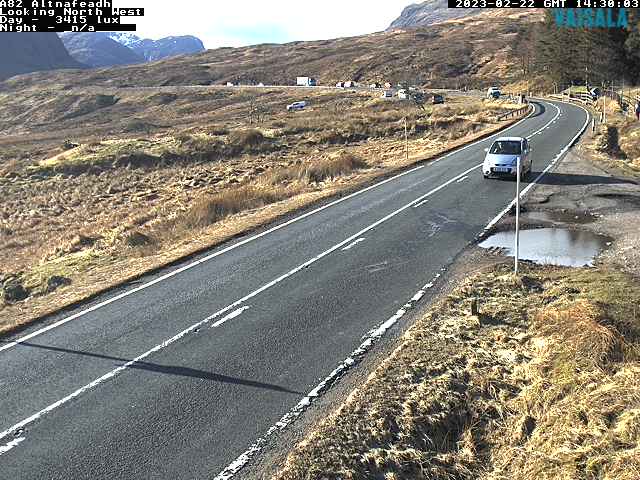 A82 Altnafeadh
Looking North West
Day - 3415 lux
Night - n/a
2023-02-22 GMT 14:30:03
VAISALA